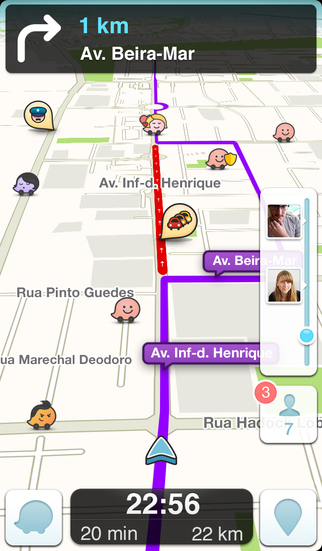 1 km
Av. Beira-Mar
Av. Inf-d. Henrique
Av. Beira-Mar
Rua Pinto Guedes
Av. Inf-d. Henrique
ua Marechal Deodoro
3
Rua Hadoc Lob
7
22:56
20 min 22 km